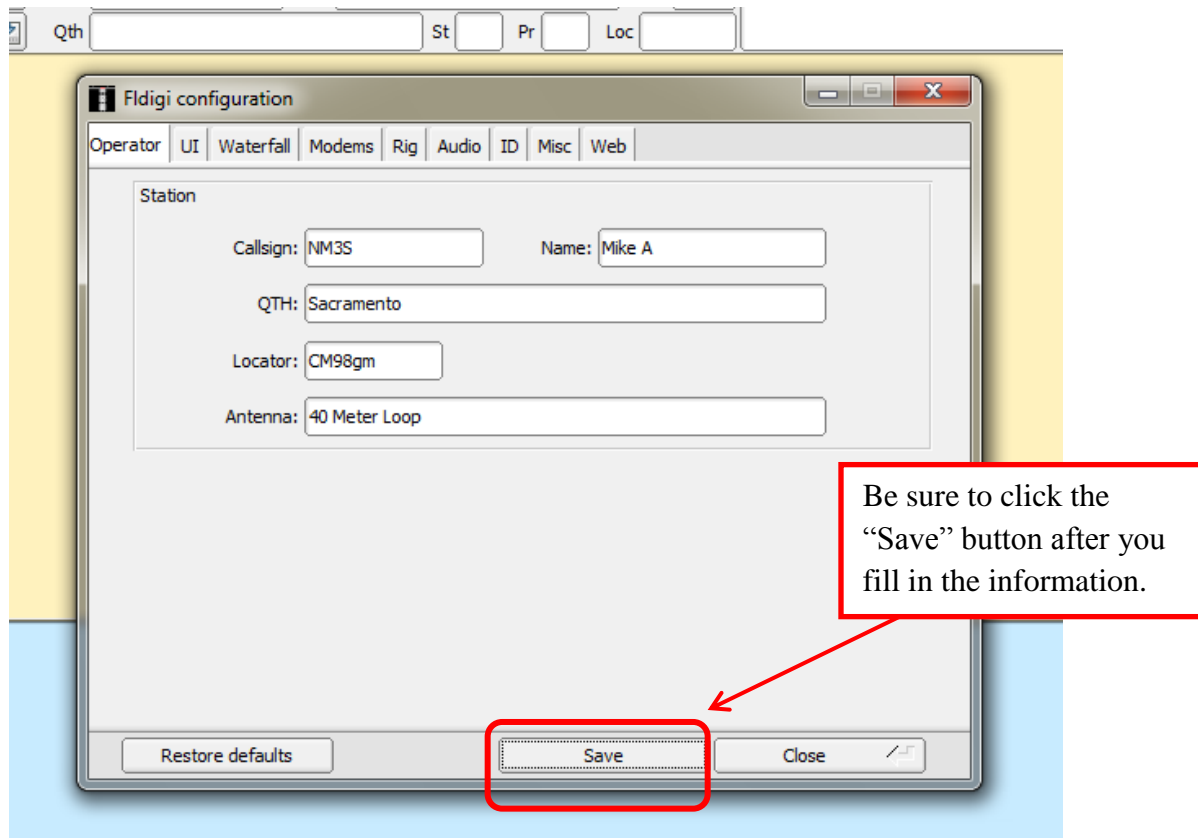 Qth St Pr Loc
Fldigi configuration
Operator UI Waterfall Modems Rig Audio ID Misc Web
Station
Callsign: NM3S Name: Mike A
QTH: Sacramento
Locator: CM98gm
Antenna: 40 Meter Loop
Be sure to click the
“Save” button after you
fill in the information.
Restore defaults Save Close